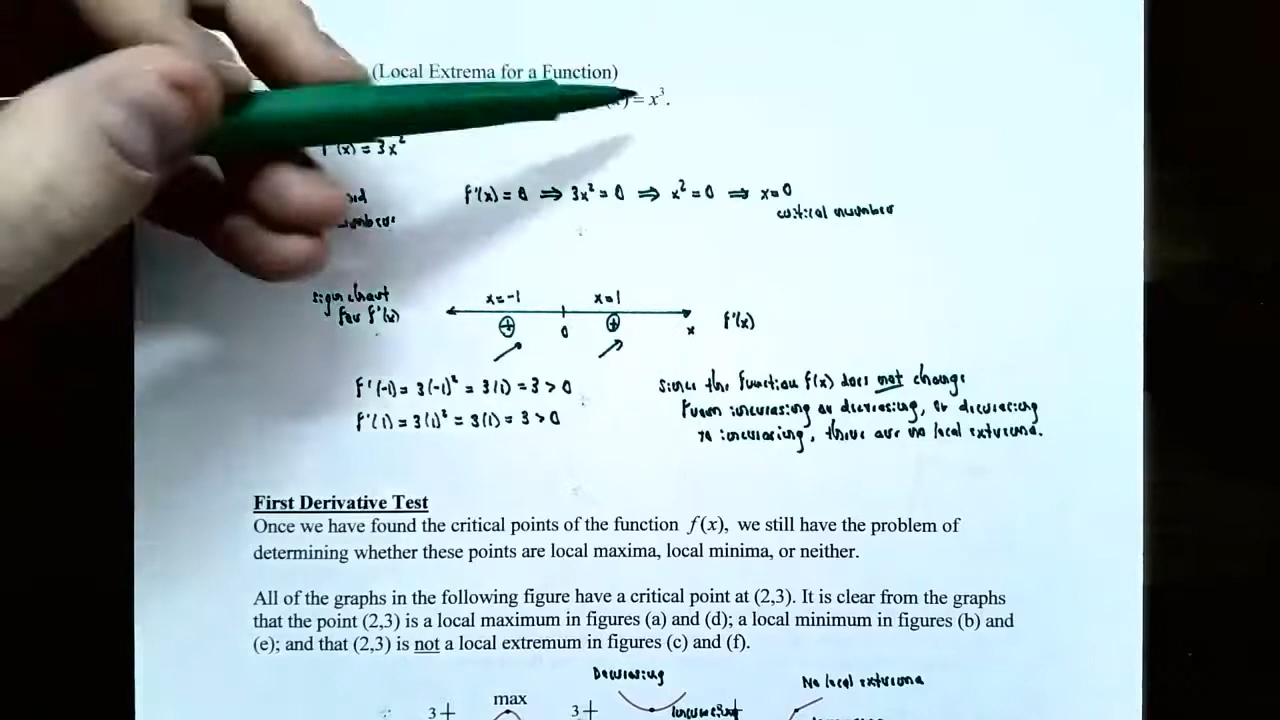 (Local Extrema for a Function)
(x) = x³.
f'(x) = 3x²
f'(x) = 0 ⇒ 3x² = 0 ⇒ x² = 0 ⇒ x = 0
critical number
sign chart
for f'(x)
x = -1 x = 1
+ 0 + x f'(x)
f'(-1) = 3(-1)² = 3(1) = 3 > 0
f'(1) = 3(1)² = 3(1) = 3 > 0
Since the function f(x) does not change
from increasing to decreasing, or decreasing
to increasing, there are no local extrema.
First Derivative Test
Once we have found the critical points of the function f(x), we still have the problem of
determining whether these points are local maxima, local minima, or neither.
All of the graphs in the following figure have a critical point at (2,3). It is clear from the graphs
that the point (2,3) is a local maximum in figures (a) and (d); a local minimum in figures (b) and
(e); and that (2,3) is not a local extremum in figures (c) and (f).
Decreasing
No local extrema
max
3 3